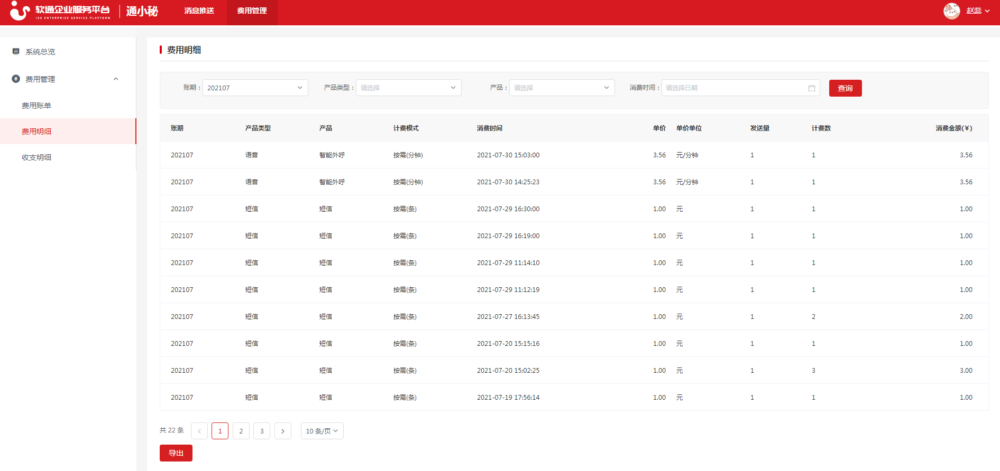 软通企业服务平台 通小秘 消息推送 费用管理 赵蕊
ISS ENTERPRISE SERVICE PLATFORM
系统总览
费用管理
费用账单
费用明细
收支明细
费用明细
账期： 202107 产品类型： 请选择 产品： 请选择 消费时间： 请选择日期 查询
账期 产品类型 产品 计费模式 消费时间 单价 单价单位 发送量 计费数 消费金额(￥)
202107 语音 智能外呼 按需(分钟) 2021-07-30 15:03:00 3.56 元/分钟 1 1 3.56
202107 语音 智能外呼 按需(分钟) 2021-07-30 14:25:23 3.56 元/分钟 1 1 3.56
202107 短信 短信 按需(条) 2021-07-29 16:30:00 1.00 元 1 1 1.00
202107 短信 短信 按需(条) 2021-07-29 16:19:00 1.00 元 1 1 1.00
202107 短信 短信 按需(条) 2021-07-29 11:14:10 1.00 元 1 1 1.00
202107 短信 短信 按需(条) 2021-07-29 11:12:19 1.00 元 1 1 1.00
202107 短信 短信 按需(条) 2021-07-27 16:13:45 1.00 元 1 2 2.00
202107 短信 短信 按需(条) 2021-07-20 15:15:16 1.00 元 1 1 1.00
202107 短信 短信 按需(条) 2021-07-20 15:02:25 1.00 元 1 3 3.00
202107 短信 短信 按需(条) 2021-07-19 17:56:14 1.00 元 1 1 1.00
共 22 条 < 1 2 3 > 10 条/页
导出